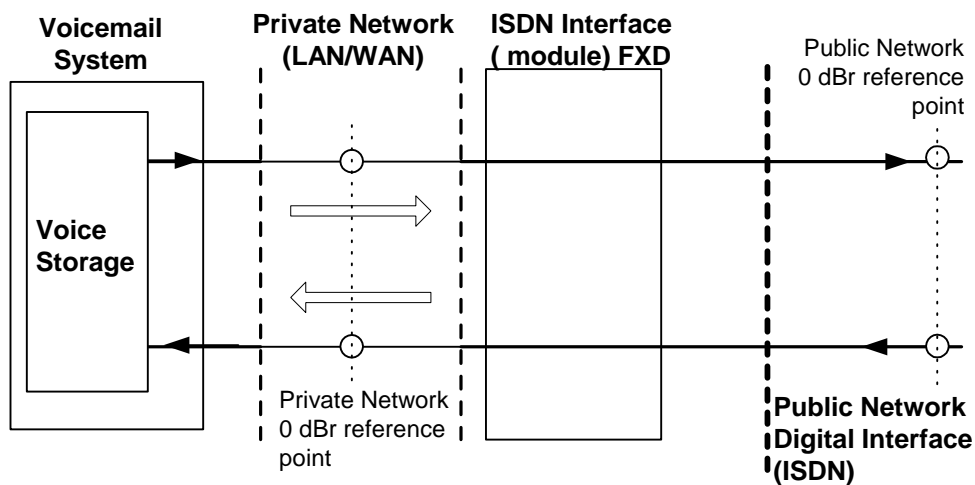 Voicemail
System
Private Network
(LAN/WAN)
ISDN Interface
( module) FXD
Public Network
0 dBr reference
point
Voice
Storage
Private Network
0 dBr reference
point
Public Network
Digital Interface
(ISDN)